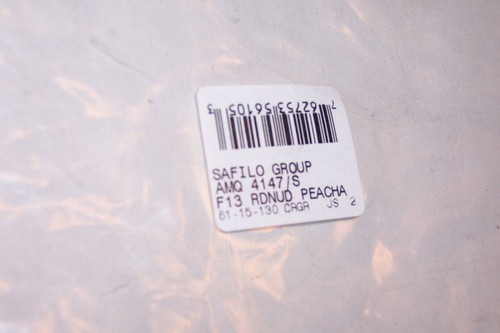 7 62753 56105 3
SAFILO GROUP
AMQ 4147/S
F13 RDNUD PEACHA
61-15-130 CRGR JS 2